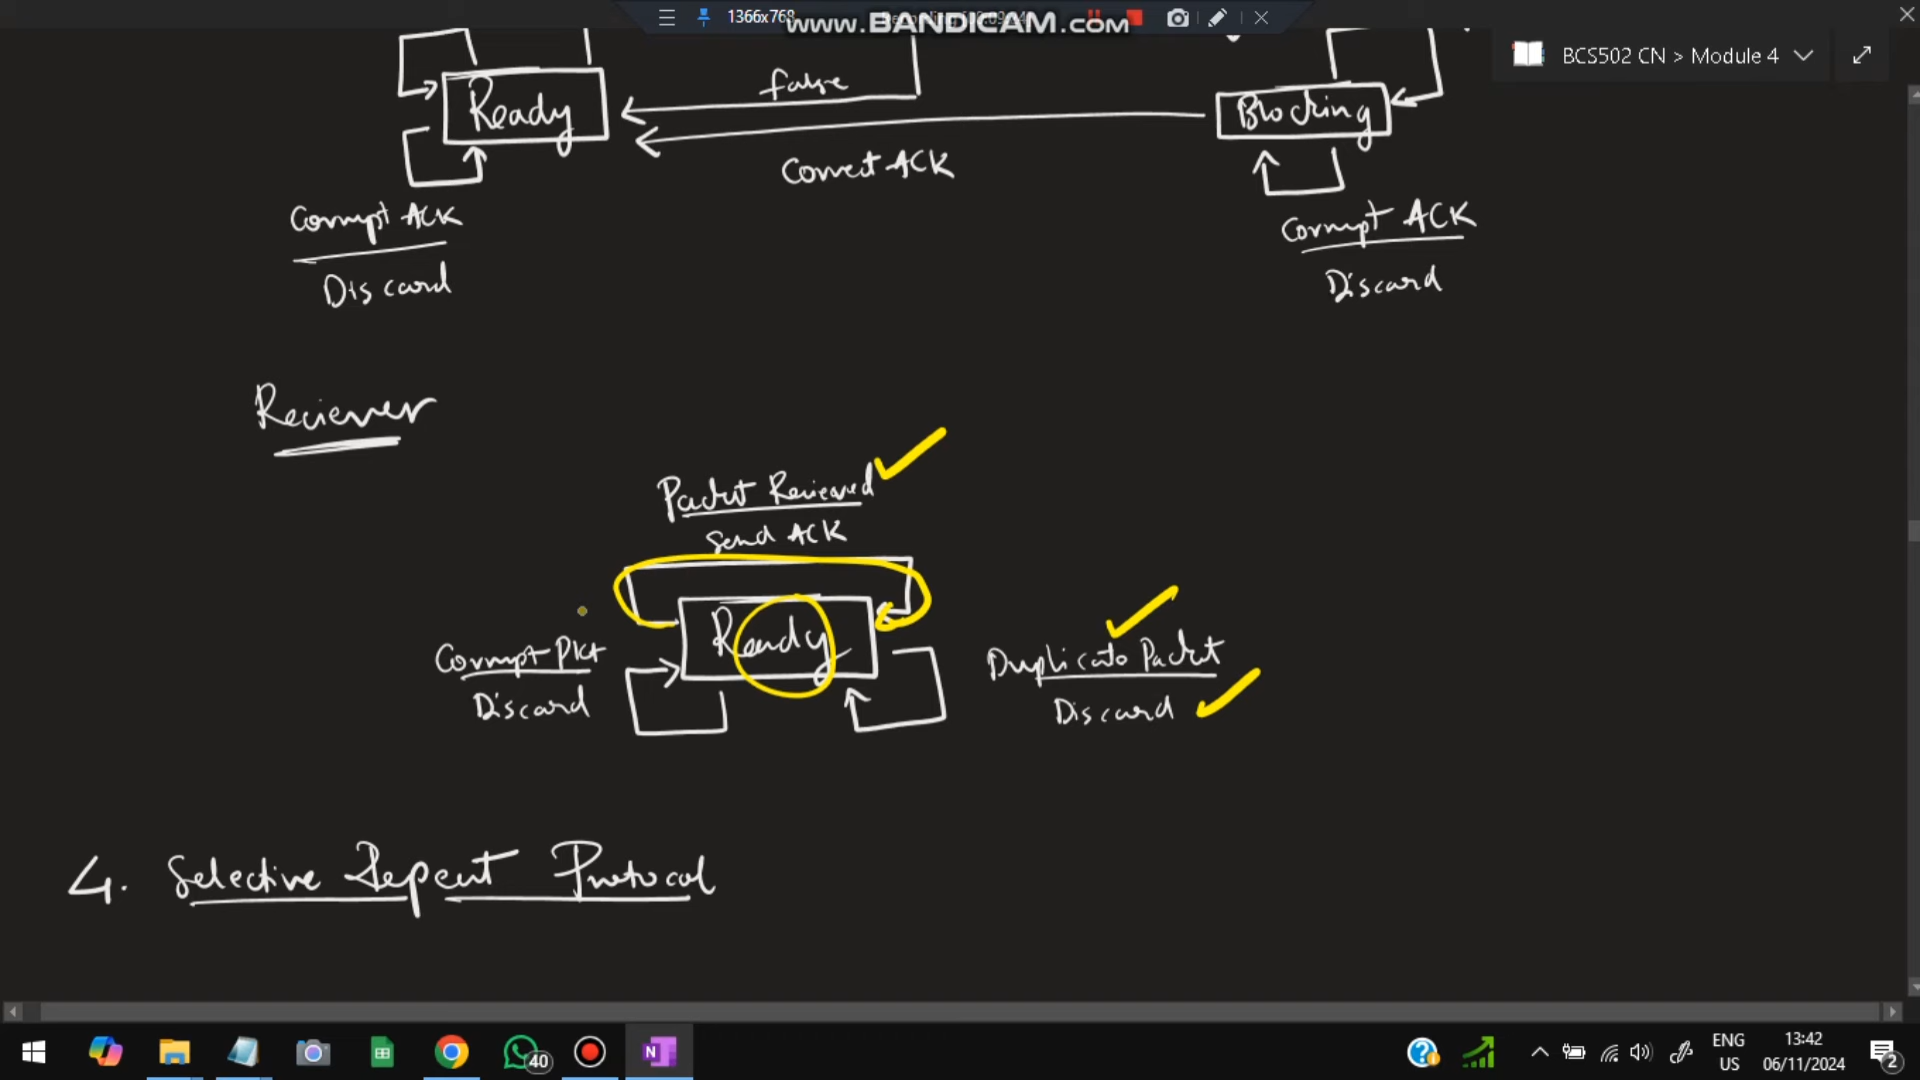 1366x768
www.BANDICAM.com
BCS502 CN > Module 4
false
Ready
Blocking
Correct ACK
Corrupt ACK
Discard
Corrupt ACK
Discard
Reciever
Packet Recieved
Send ACK
Ready
Corrupt Pkt
Discard
Duplicate Packet
Discard
4. Selective Repeat Protocol
40
N
ENG
US
13:42
06/11/2024
2